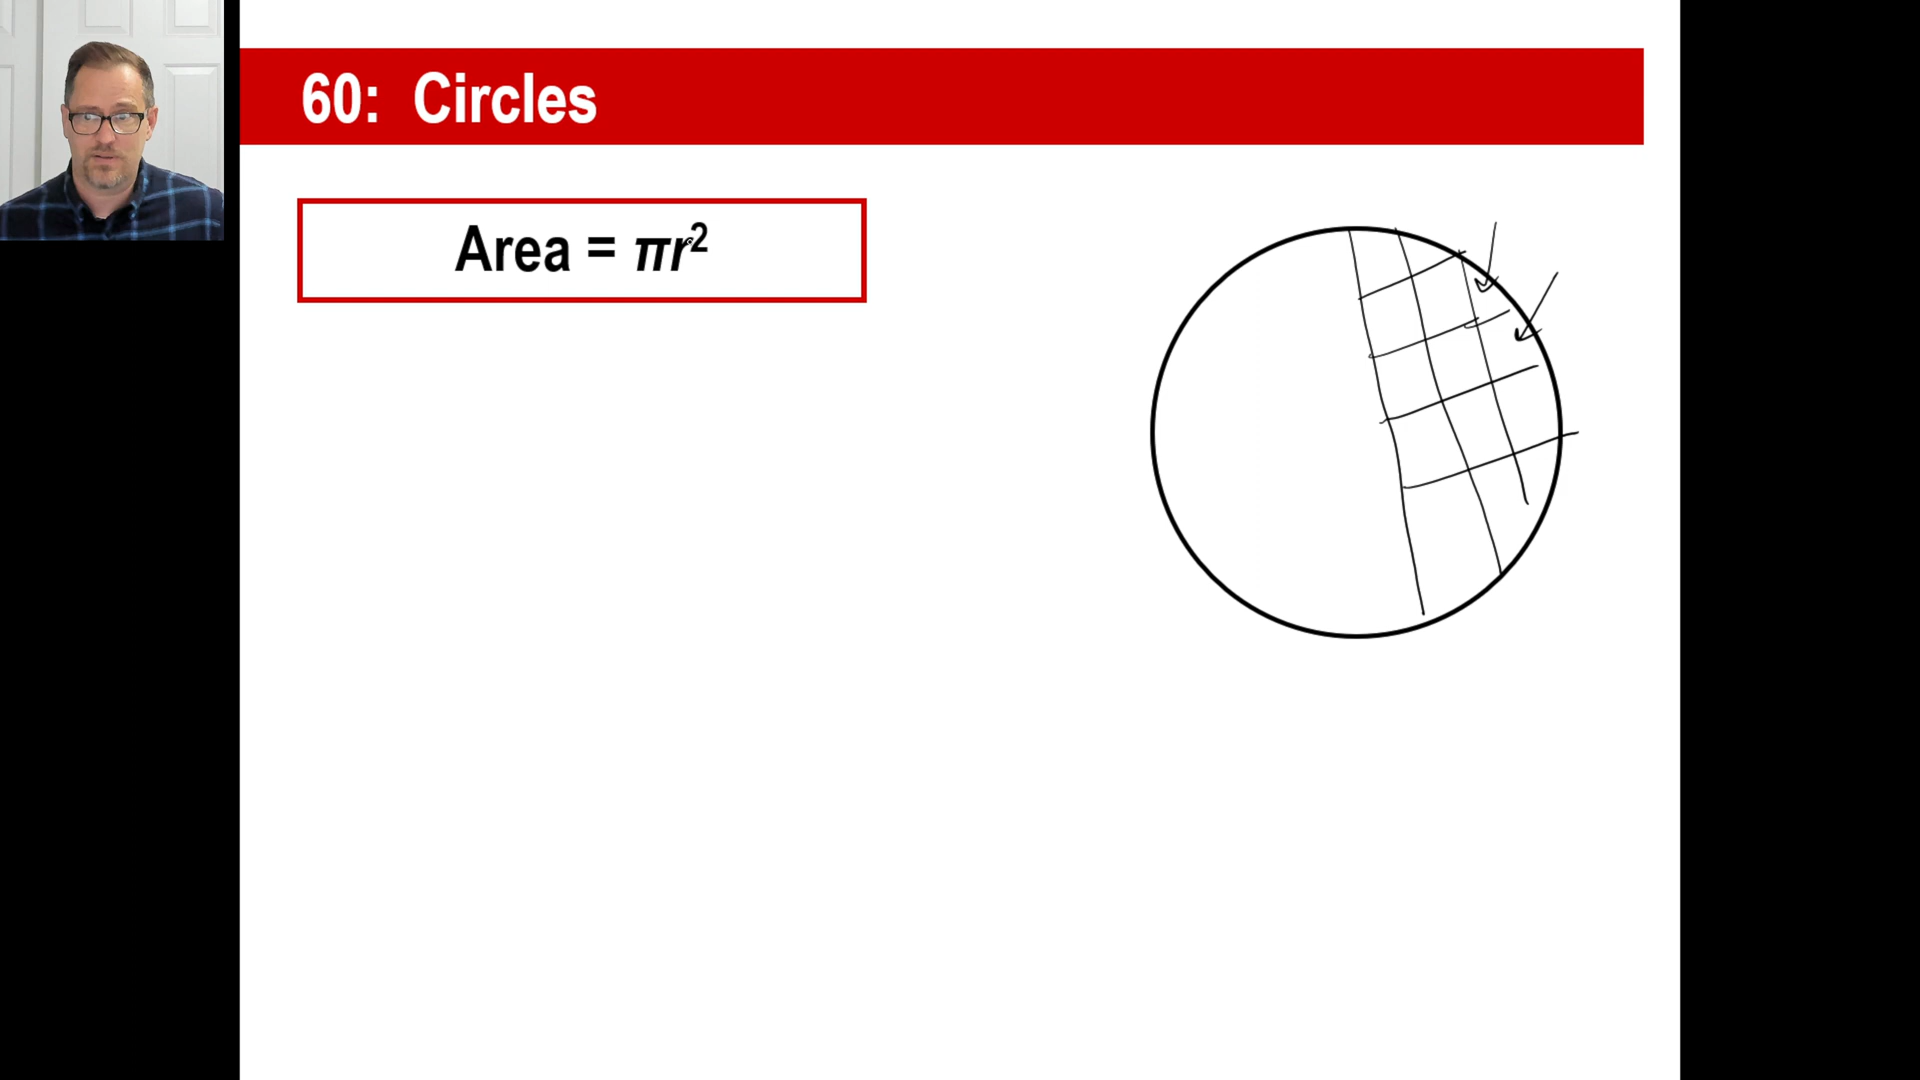 60: Circles
Area = πr²